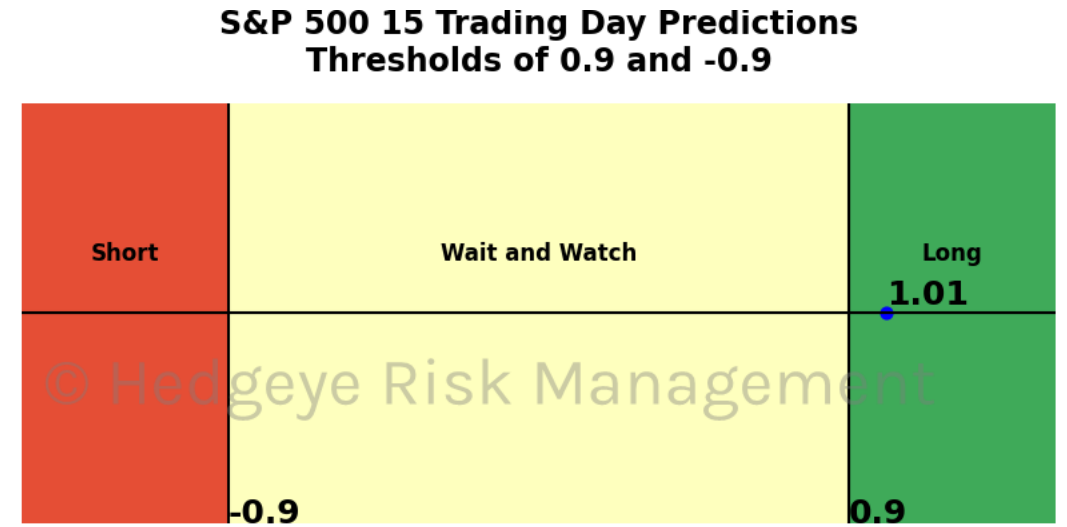 S&P 500 15 Trading Day Predictions
Thresholds of 0.9 and -0.9
Short
Wait and Watch
Long
1.01
© Hedgeye Risk Management
-0.9
0.9